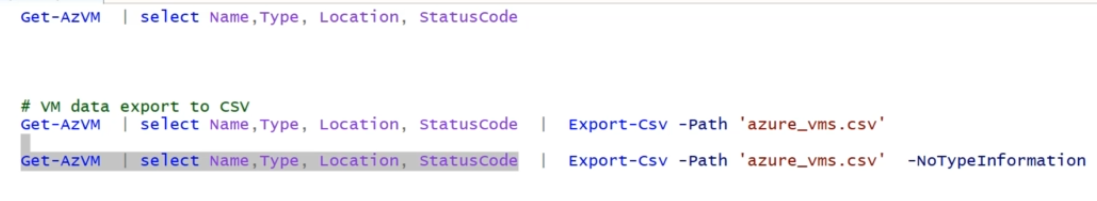 Get-AzVM | select Name,Type, Location, StatusCode
# VM data export to CSV
Get-AzVM | select Name,Type, Location, StatusCode | Export-Csv -Path 'azure_vms.csv'
Get-AzVM | select Name,Type, Location, StatusCode | Export-Csv -Path 'azure_vms.csv' -NoTypeInformation